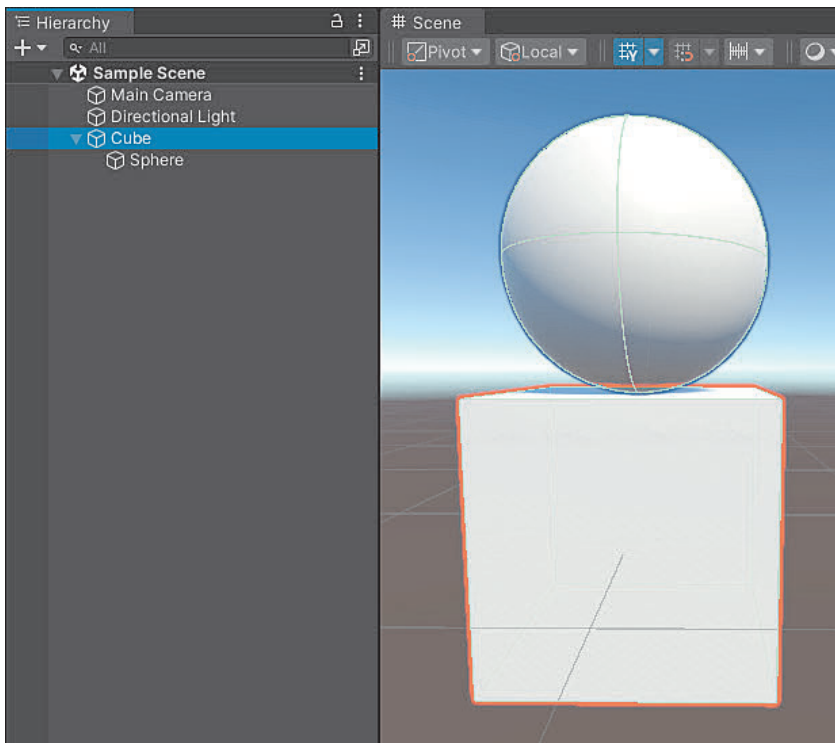 Hierarchy
All
Sample Scene
Main Camera
Directional Light
Cube
Sphere
# Scene
Pivot
Local